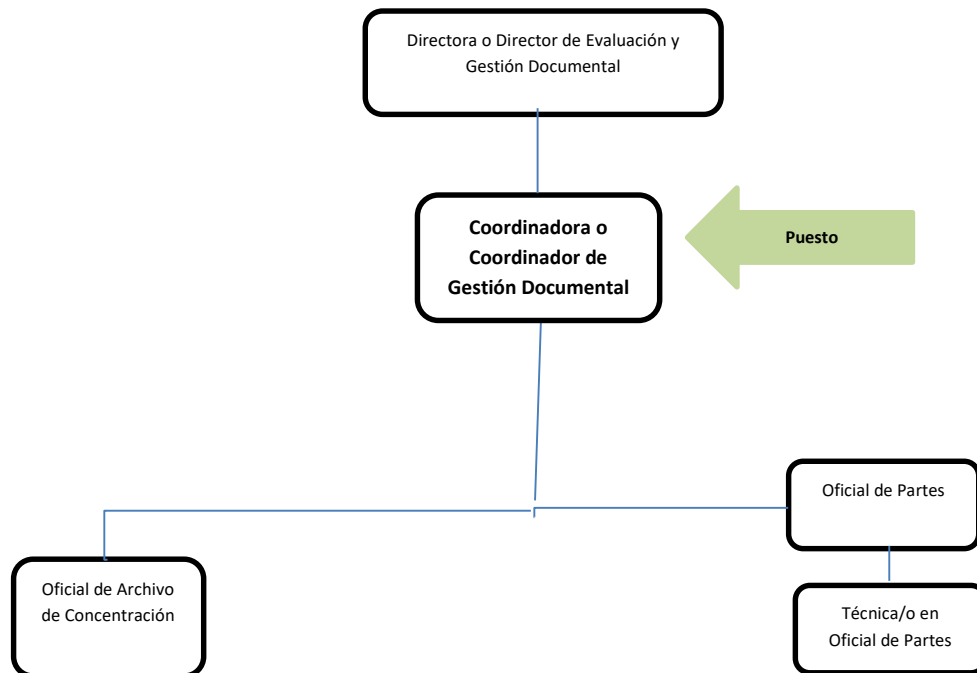 Directora o Director de Evaluación y
Gestión Documental
Coordinadora o
Coordinador de
Gestión Documental
Puesto
Oficial de Partes
Oficial de Archivo
de Concentración
Técnica/o en
Oficial de Partes